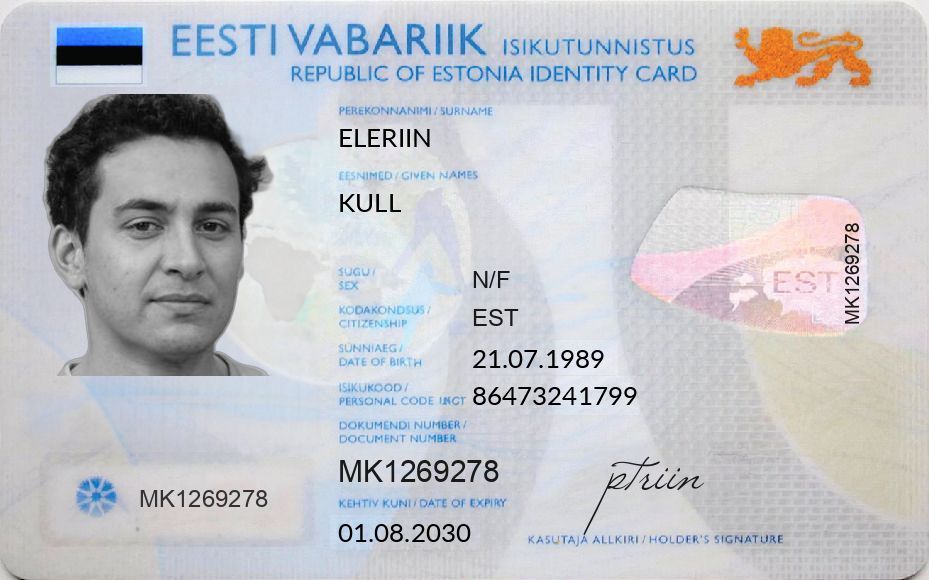 EESTI VABARIIK ISIKUTUNNISTUS
REPUBLIC OF ESTONIA IDENTITY CARD
PEREKONNANIMI / SURNAME
ELERIIN
EESNIMED / GIVEN NAMES
KULL
SUGU /
SEX
N/F
KODAKONDSUS /
CITIZENSHIP
EST
SÜNNIAEG /
DATE OF BIRTH
21.07.1989
ISIKUKOOD /
PERSONAL CODE
86473241799
DOKUMENDI NUMBER /
DOCUMENT NUMBER
MK1269278
KEHTIV KUNI / DATE OF EXPIRY
01.08.2030
MK1269278
EST
MK1269278
ptriin
KASUTAJA ALLKIRI / HOLDER'S SIGNATURE